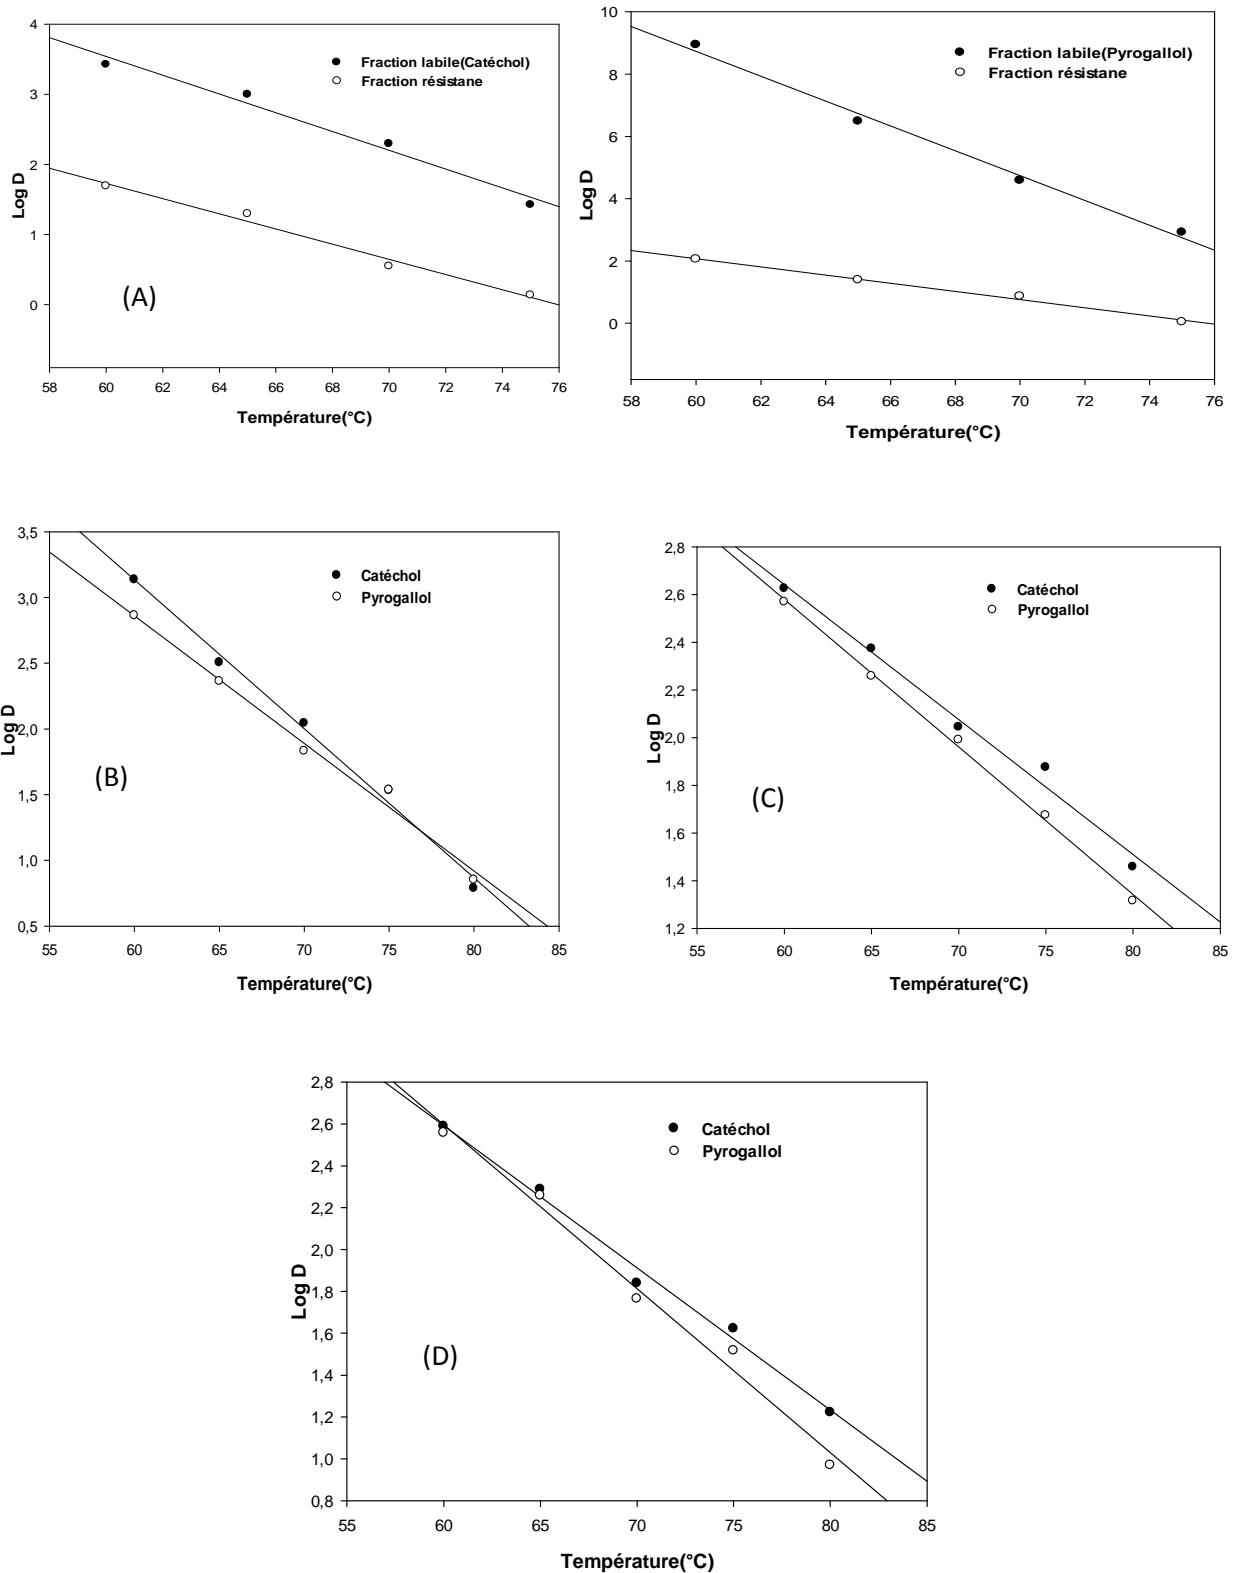 4
3
2
1
0
Log D
Fraction labile(Catéchol)
Fraction résistane
(A)
58 60 62 64 66 68 70 72 74 76
Température(°C)
10
8
6
4
2
0
Log D
Fraction labile(Pyrogallol)
Fraction résistane
58 60 62 64 66 68 70 72 74 76
Température(°C)
3,5
3,0
2,5
2,0
1,5
1,0
0,5
Log D
Catéchol
Pyrogallol
(B)
55 60 65 70 75 80 85
Température(°C)
2,8
2,6
2,4
2,2
2,0
1,8
1,6
1,4
1,2
Log D
Catéchol
Pyrogallol
(C)
55 60 65 70 75 80 85
Température(°C)
2,8
2,6
2,4
2,2
2,0
1,8
1,6
1,4
1,2
1,0
0,8
Log D
Catéchol
Pyrogallol
(D)
55 60 65 70 75 80 85
Température(°C)